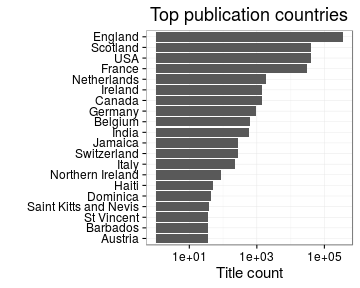 Top publication countries
England
Scotland
USA
France
Netherlands
Ireland
Canada
Germany
Belgium
India
Jamaica
Switzerland
Italy
Northern Ireland
Haiti
Dominica
Saint Kitts and Nevis
St Vincent
Barbados
Austria
1e+01 1e+03 1e+05
Title count